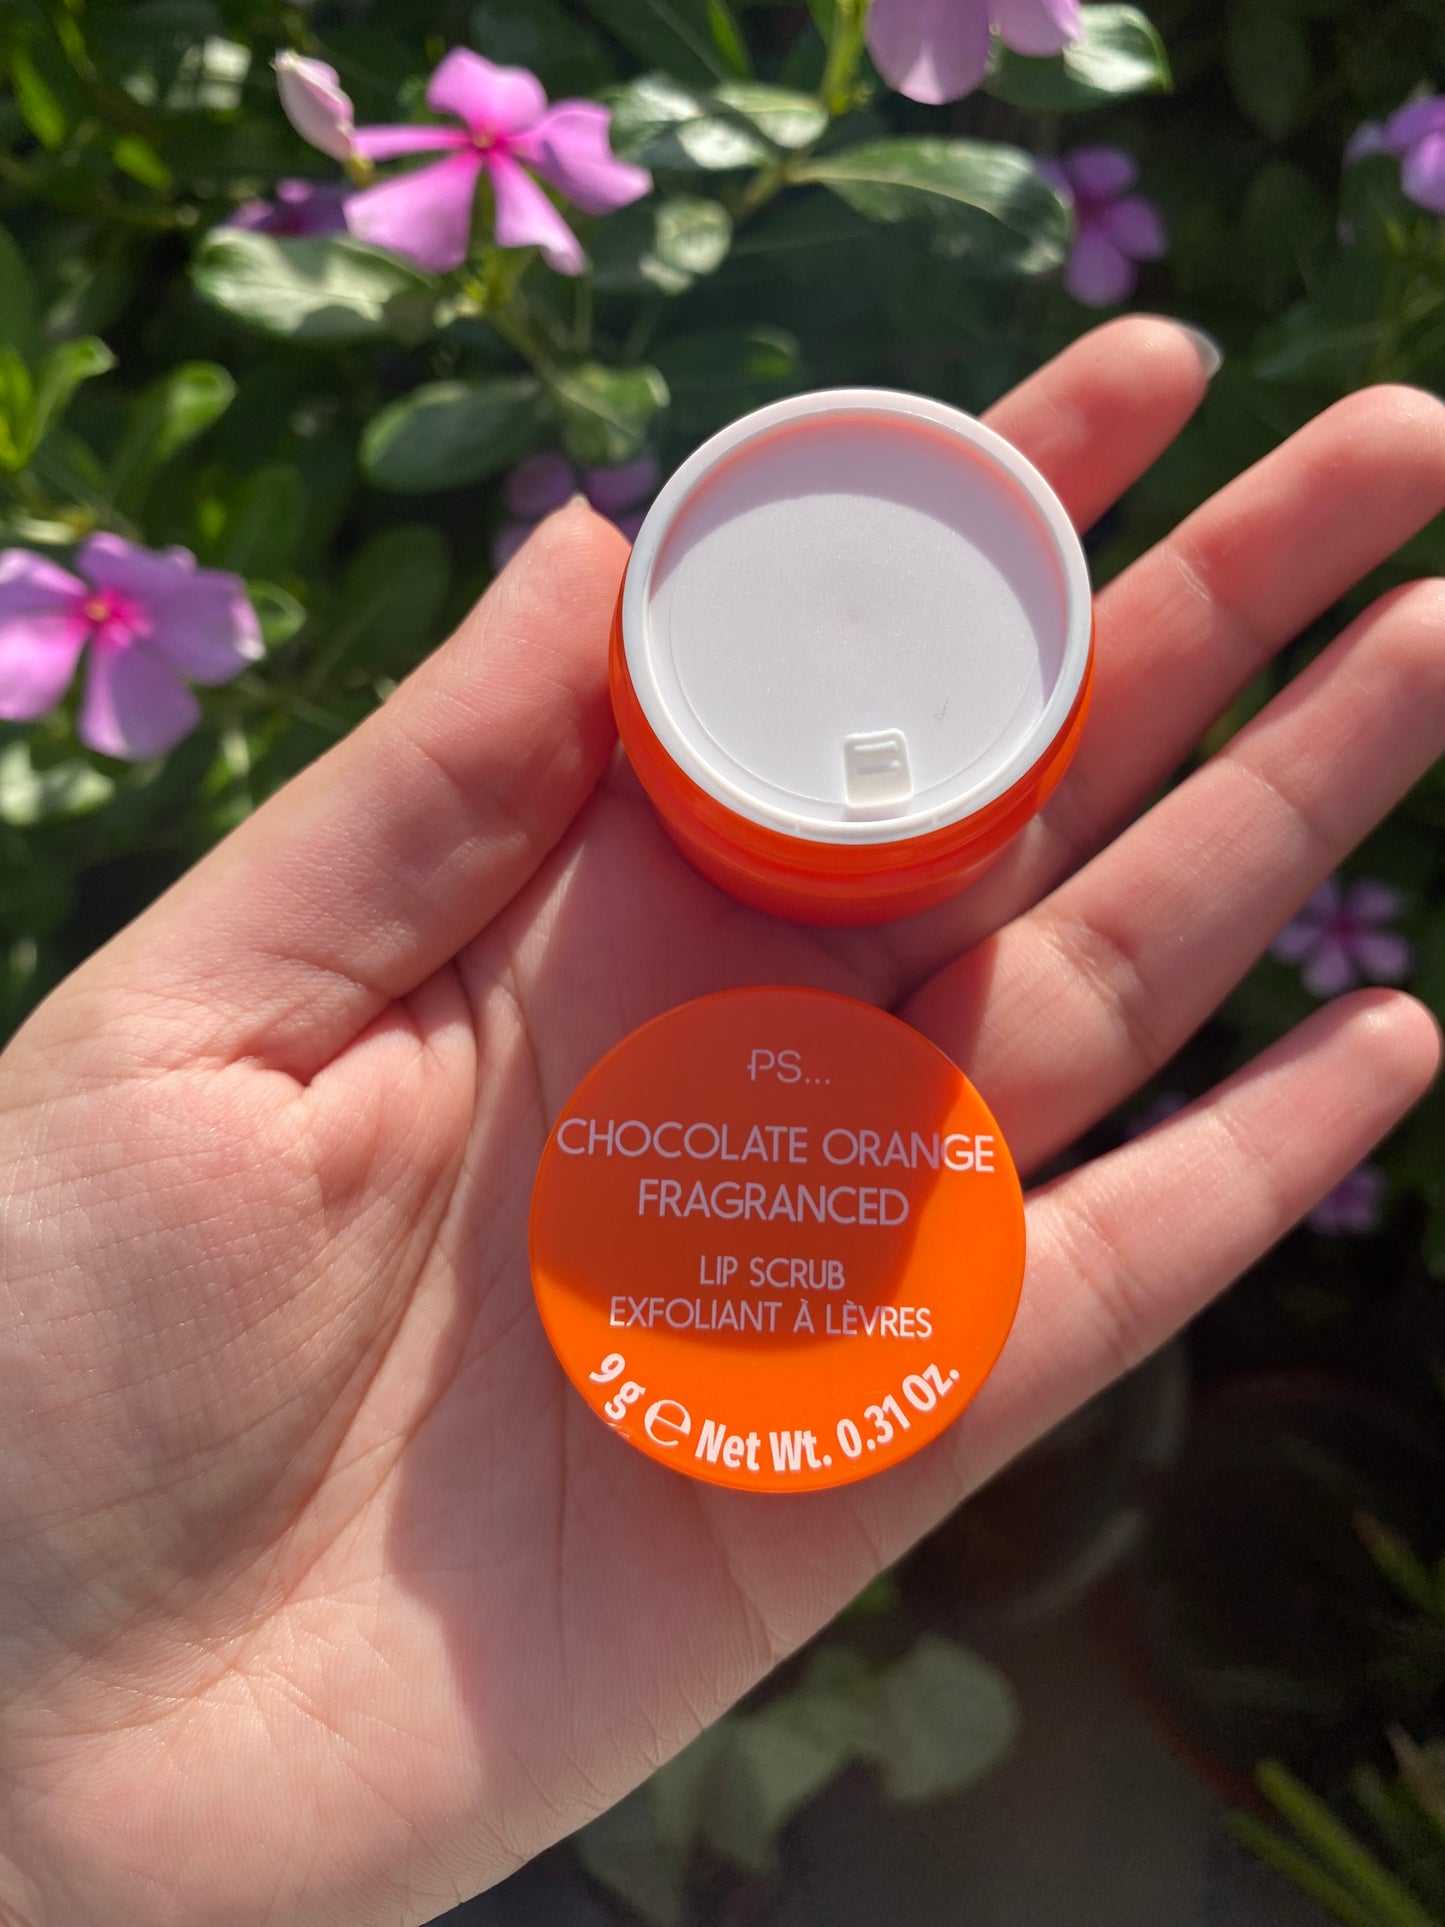 PS...
CHOCOLATE ORANGE
FRAGRANCED
LIP SCRUB
EXFOLIANT À LÈVRES
9 g ℮ Net Wt. 0.31 Oz.